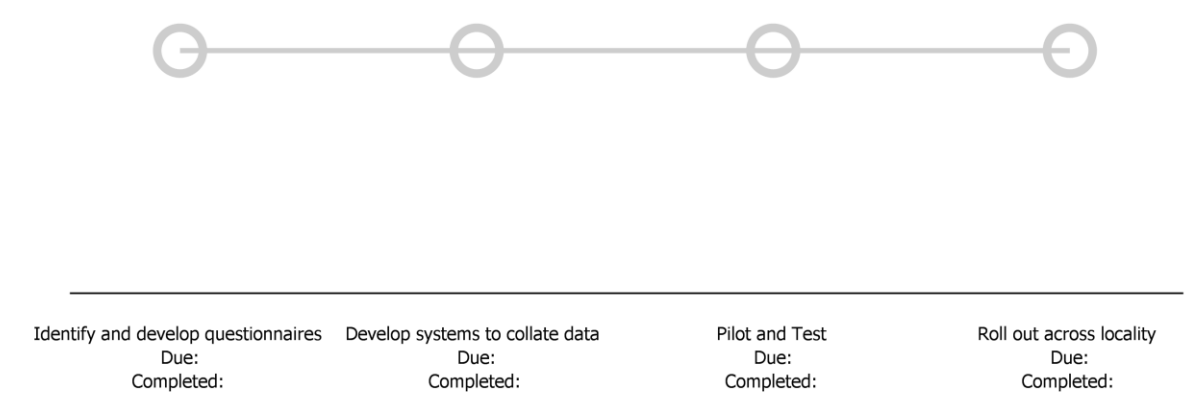 Identify and develop questionnaires
Due:
Completed:
Develop systems to collate data
Due:
Completed:
Pilot and Test
Due:
Completed:
Roll out across locality
Due:
Completed: